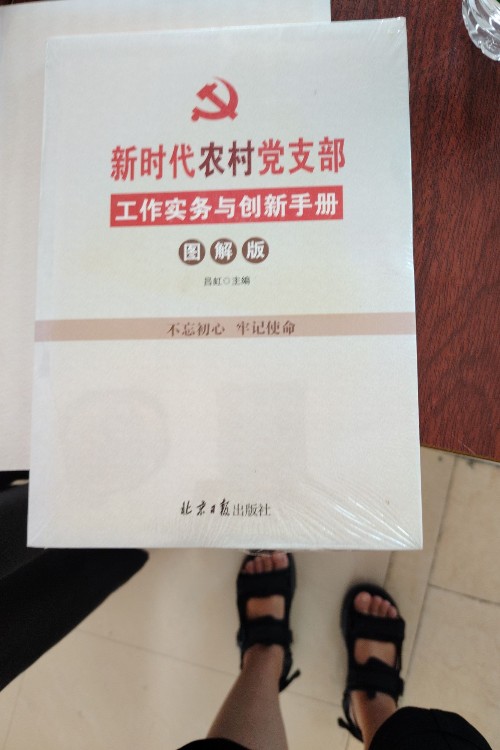 新时代农村党支部
工作实务与创新手册
图解版
吕虹◇主编
不忘初心 牢记使命
北京日报出版社